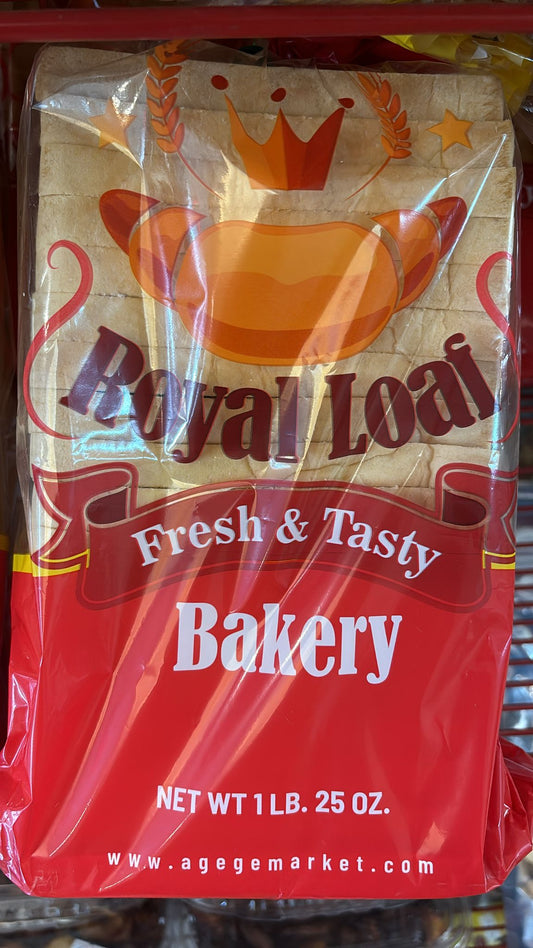 Royal Loaf
Fresh & Tasty
Bakery
NET WT 1 LB. 25 OZ.
www.agegemarket.com